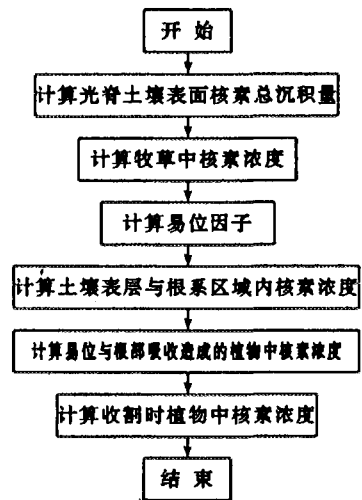 开 始
计算光脊土壤表面核素总沉积量
计算牧草中核素浓度
计算易位因子
计算土壤表层与根系区域内核素浓度
计算易位与根部吸收造成的植物中核素浓度
计算收割时植物中核素浓度
结 束